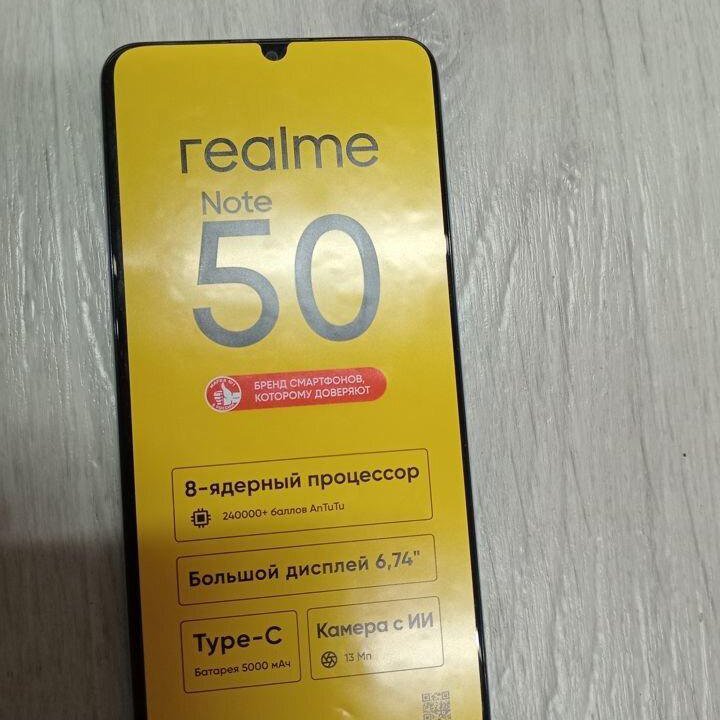 realme
Note
50
БРЕНД СМАРТФОНОВ,
КОТОРОМУ ДОВЕРЯЮТ
8-ядерный процессор
240000+ баллов AnTuTu
Большой дисплей 6,74"
Type-C
Батарея 5000 мАч
Камера с ИИ
13 Мп